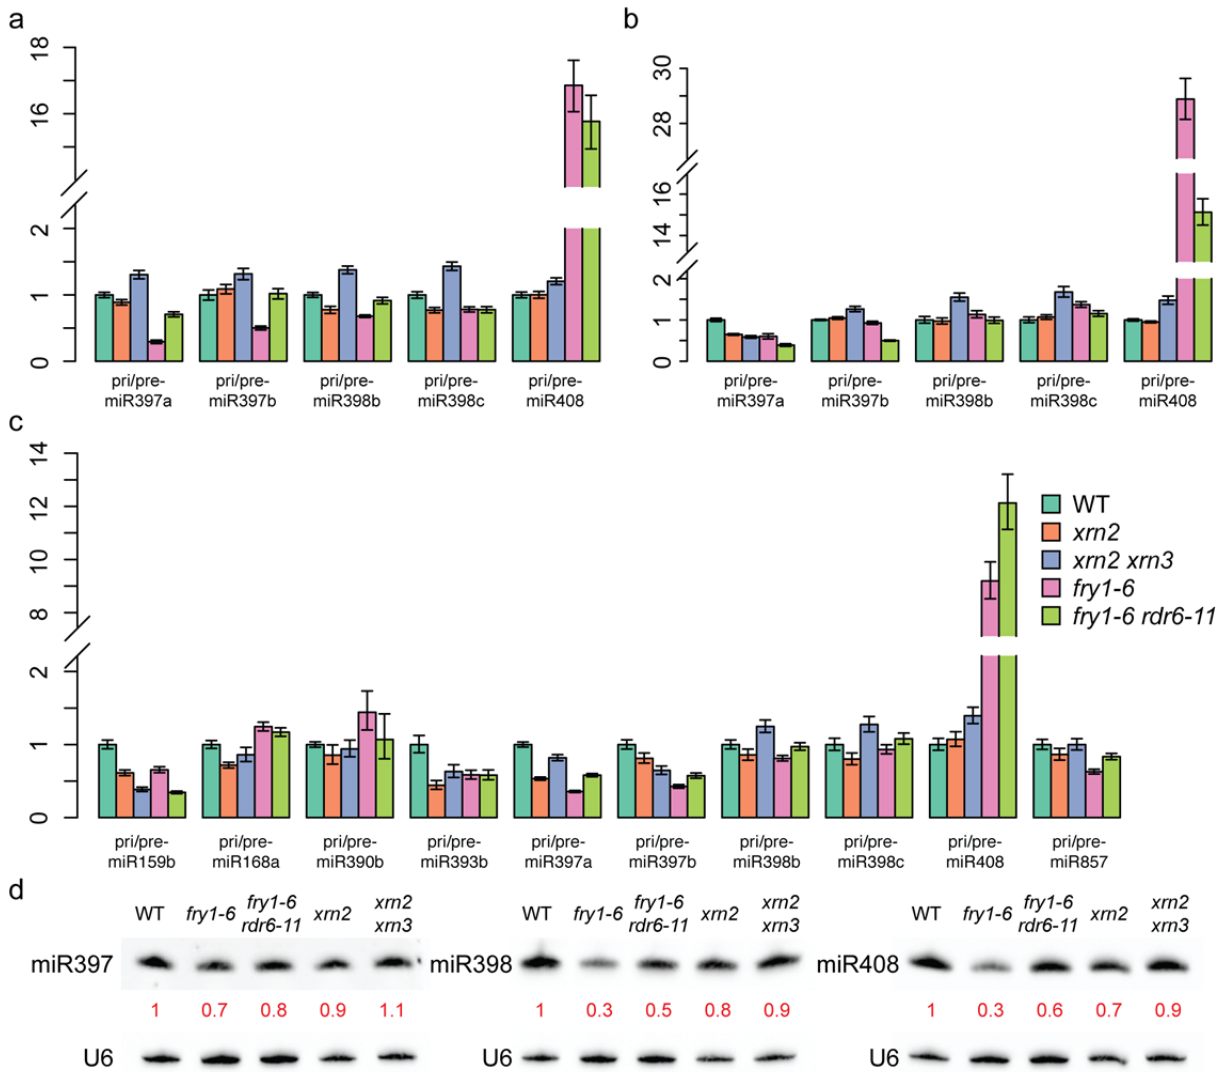 a
18
16
2
1
0
pri/pre-
miR397a
pri/pre-
miR397b
pri/pre-
miR398b
pri/pre-
miR398c
pri/pre-
miR408
b
30
28
16
14
2
1
0
pri/pre-
miR397a
pri/pre-
miR397b
pri/pre-
miR398b
pri/pre-
miR398c
pri/pre-
miR408
c
14
12
10
8
2
1
0
pri/pre-
miR159b
pri/pre-
miR168a
pri/pre-
miR390b
pri/pre-
miR393b
pri/pre-
miR397a
pri/pre-
miR397b
pri/pre-
miR398b
pri/pre-
miR398c
pri/pre-
miR408
pri/pre-
miR857
WT
xrn2
xrn2 xrn3
fry1-6
fry1-6 rdr6-11
d
WT fry1-6 fry1-6 rdr6-11 xrn2 xrn2 xrn3
miR397
1 0.7 0.8 0.9 1.1
U6
WT fry1-6 fry1-6 rdr6-11 xrn2 xrn2 xrn3
miR398
1 0.3 0.5 0.8 0.9
U6
WT fry1-6 fry1-6 rdr6-11 xrn2 xrn2 xrn3
miR408
1 0.3 0.6 0.7 0.9
U6